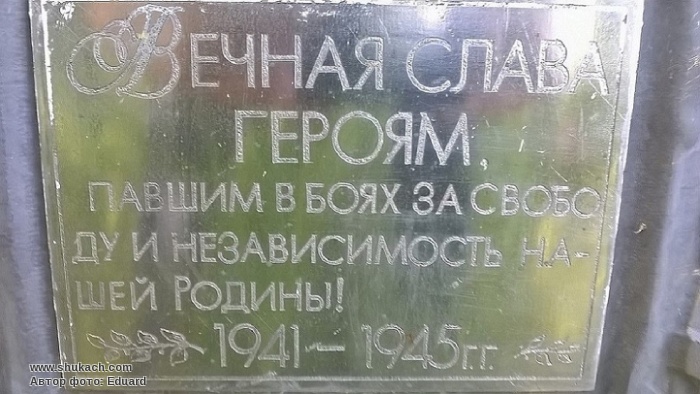 ВЕЧНАЯ СЛАВА
ГЕРОЯМ,
ПАВШИМ В БОЯХ ЗА СВОБО
ДУ И НЕЗАВИСИМОСТЬ НА-
ШЕЙ РОДИНЫ!
1941 — 1945 г.г.
www.shukach.com
Автор фото: Eduard